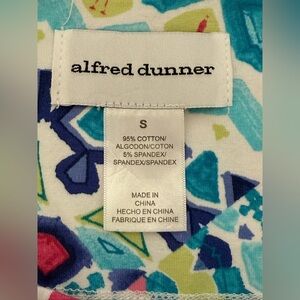 alfred dunner
S
95% COTTON/
ALGODON/COTON
5% SPANDEX/
SPANDEX/SPANDEX
MADE IN
CHINA
HECHO EN CHINA
FABRIQUE EN CHINE